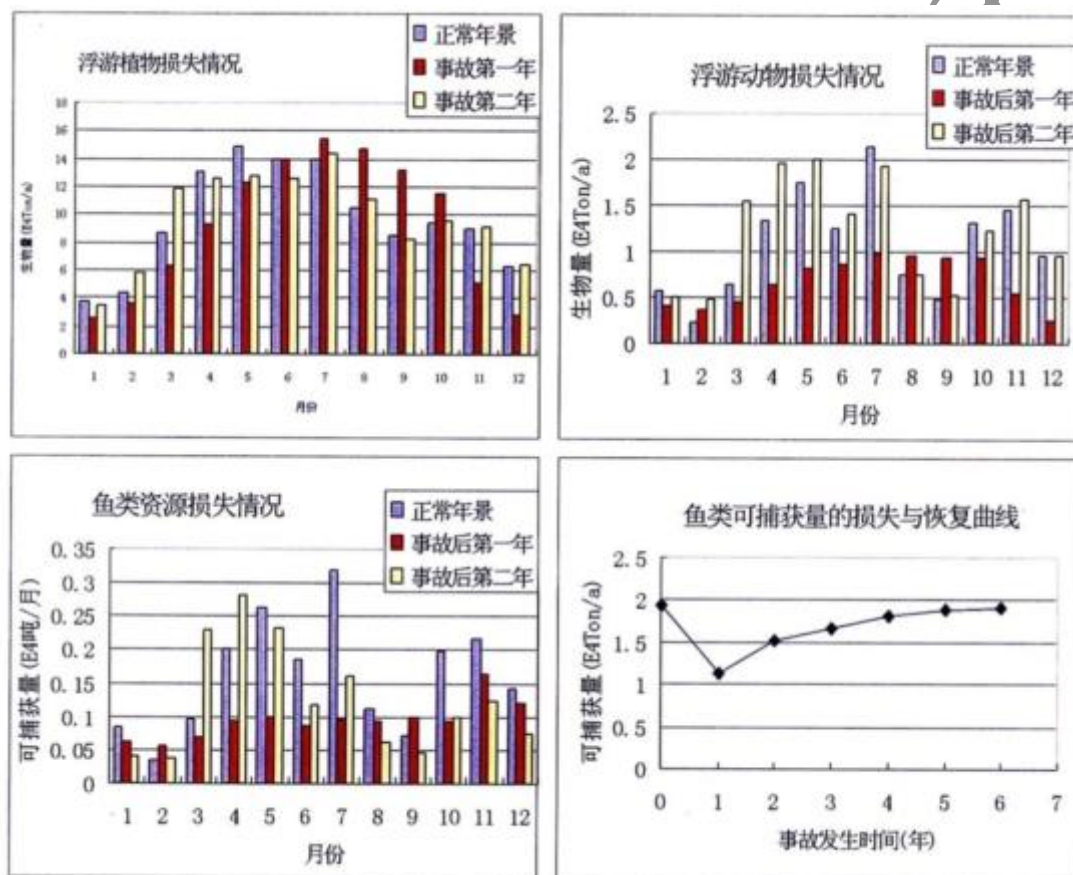 浮游植物损失情况
正常年景
事故第一年
事故第二年
生物量(E4Ton/a)
18
16
14
12
10
8
6
4
2
0
1 2 3 4 5 6 7 8 9 10 11 12
月份
浮游动物损失情况
正常年景
事故后第一年
事故后第二年
生物量(E4Ton/a)
2.5
2
1.5
1
0.5
0
1 2 3 4 5 6 7 8 9 10 11 12
月份
鱼类资源损失情况
正常年景
事故后第一年
事故后第二年
可捕获量(E4吨/月)
0.35
0.3
0.25
0.2
0.15
0.1
0.05
0
1 2 3 4 5 6 7 8 9 10 11 12
月份
鱼类可捕获量的损失与恢复曲线
可捕获量(E4Ton/a)
2.5
2
1.5
1
0.5
0
0 1 2 3 4 5 6 7
事故发生时间(年)